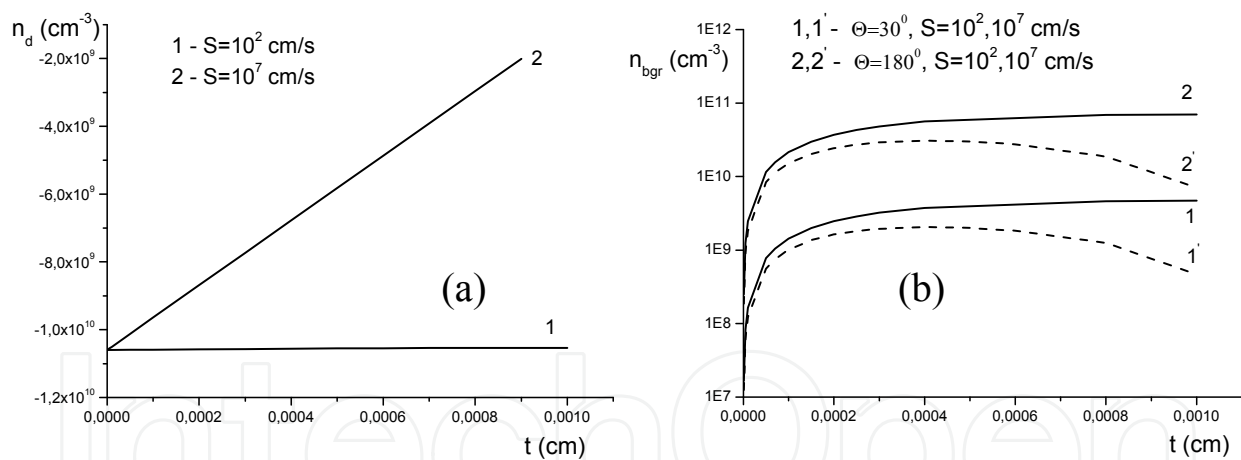 n_d (cm^-3)
1 - S=10^2 cm/s
2 - S=10^7 cm/s
-2,0x10^9
-4,0x10^9
-6,0x10^9
-8,0x10^9
-1,0x10^10
-1,2x10^10
2
1
(a)
0,0000 0,0002 0,0004 0,0006 0,0008 0,0010
t (cm)
n_bgr (cm^-3)
1,1' - Θ=30^0, S=10^2,10^7 cm/s
2,2' - Θ=180^0, S=10^2,10^7 cm/s
1E12
1E11
1E10
1E9
1E8
1E7
2
2'
1
1'
(b)
0,0000 0,0002 0,0004 0,0006 0,0008 0,0010
t (cm)
IntechOpen